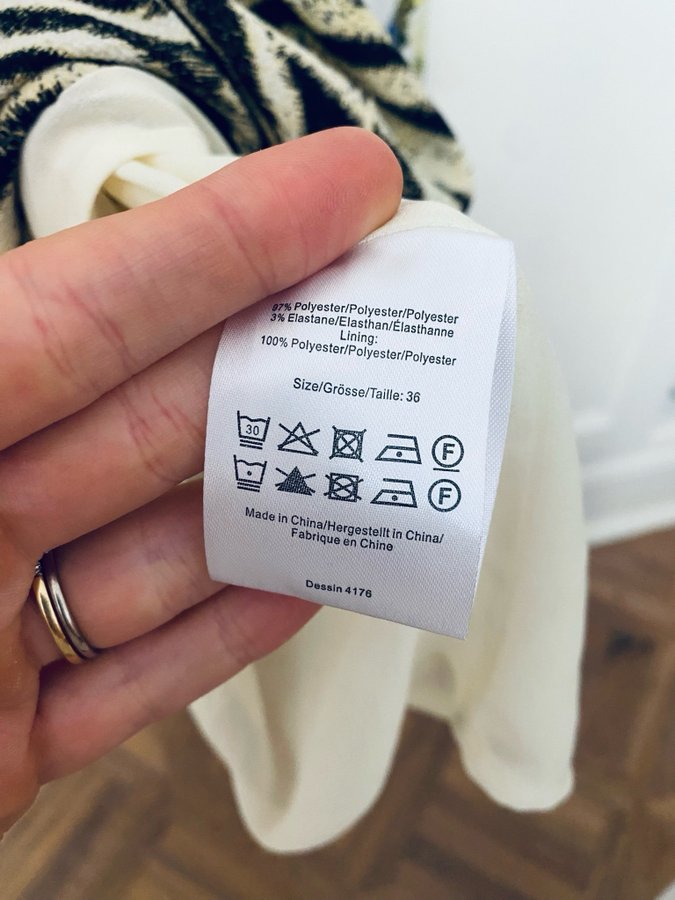 97% Polyester/Polyester/Polyester
3% Elastane/Elasthan/Élasthanne
Lining:
100% Polyester/Polyester/Polyester
Size/Grösse/Taille: 36
30 F
F
Made in China/Hergestellt in China/
Fabrique en Chine
Dessin 4176